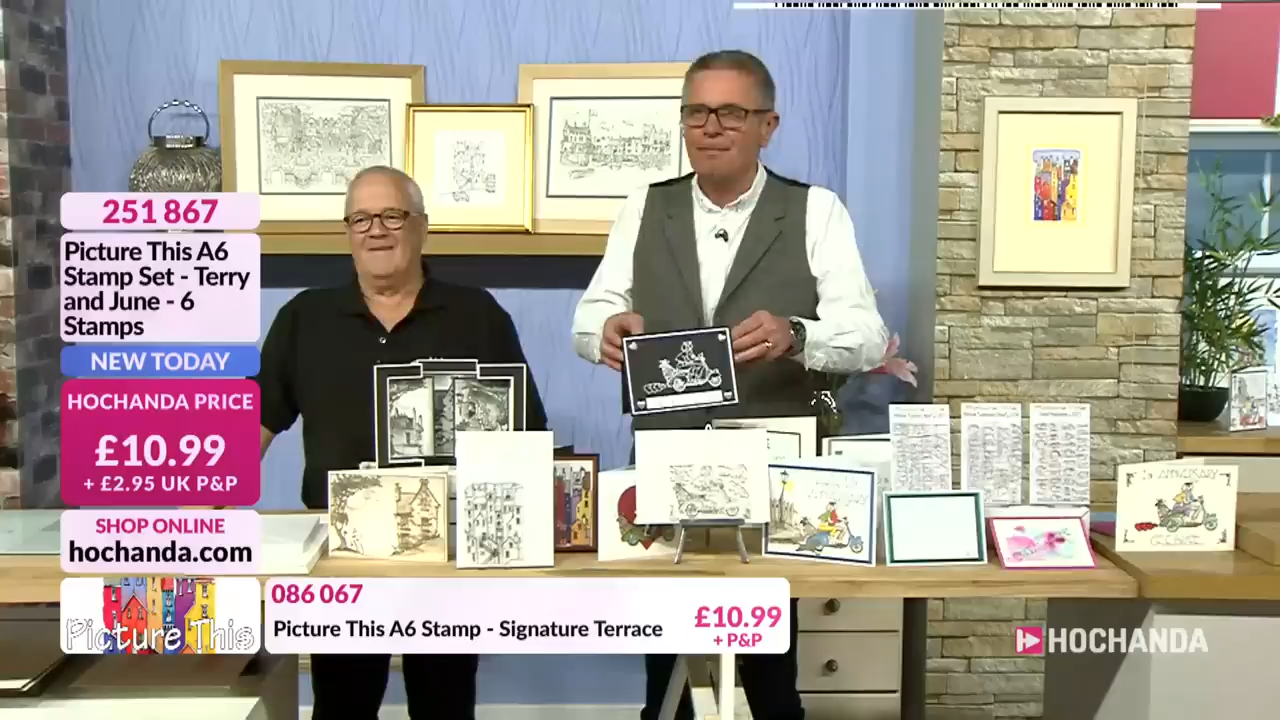 251 867
Picture This A6
Stamp Set - Terry
and June - 6
Stamps
NEW TODAY
HOCHANDA PRICE
£10.99
+ £2.95 UK P&P
SHOP ONLINE
hochanda.com
Picture This
086 067
Picture This A6 Stamp - Signature Terrace
£10.99
+ P&P
HOCHANDA
ANNIVERSARY